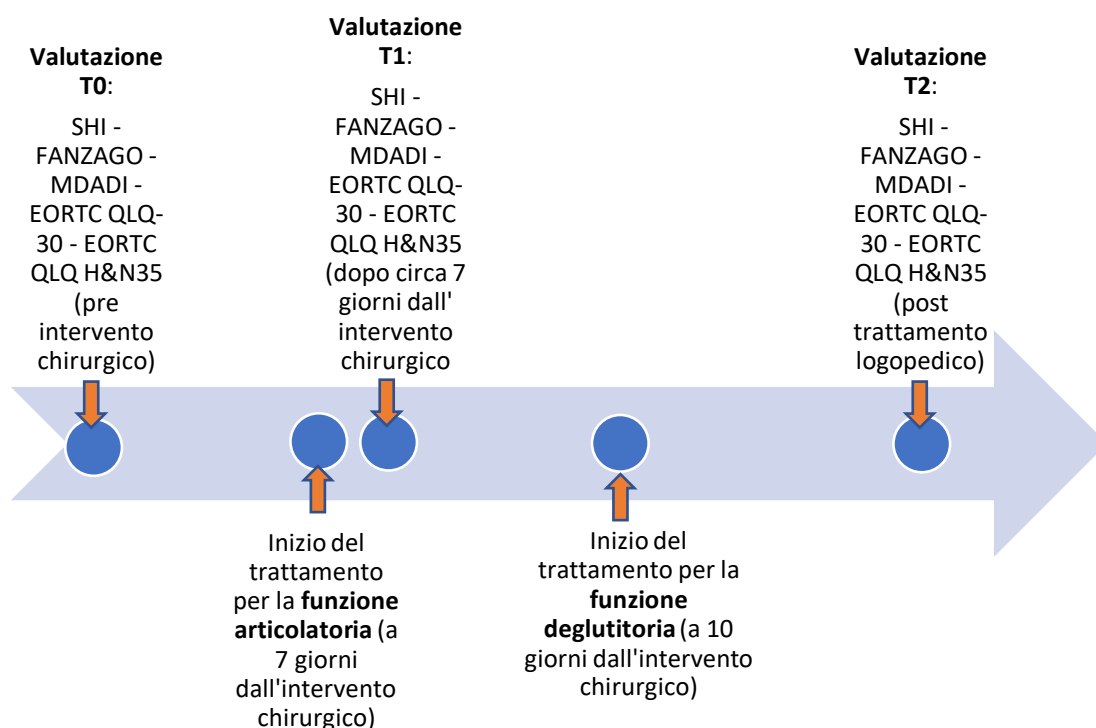 Valutazione
T0:
SHI -
FANZAGO -
MDADI -
EORTC QLQ-
30 - EORTC
QLQ H&N35
(pre
intervento
chirurgico)
Valutazione
T1:
SHI -
FANZAGO -
MDADI -
EORTC QLQ-
30 - EORTC
QLQ H&N35
(dopo circa 7
giorni dall'
intervento
chirurgico
Valutazione
T2:
SHI -
FANZAGO -
MDADI -
EORTC QLQ-
30 - EORTC
QLQ H&N35
(post
trattamento
logopedico)
Inizio del
trattamento
per la funzione
articolatoria (a
7 giorni
dall'intervento
chirurgico)
Inizio del
trattamento per la
funzione
deglutitoria (a 10
giorni dall'intervento
chirurgico)